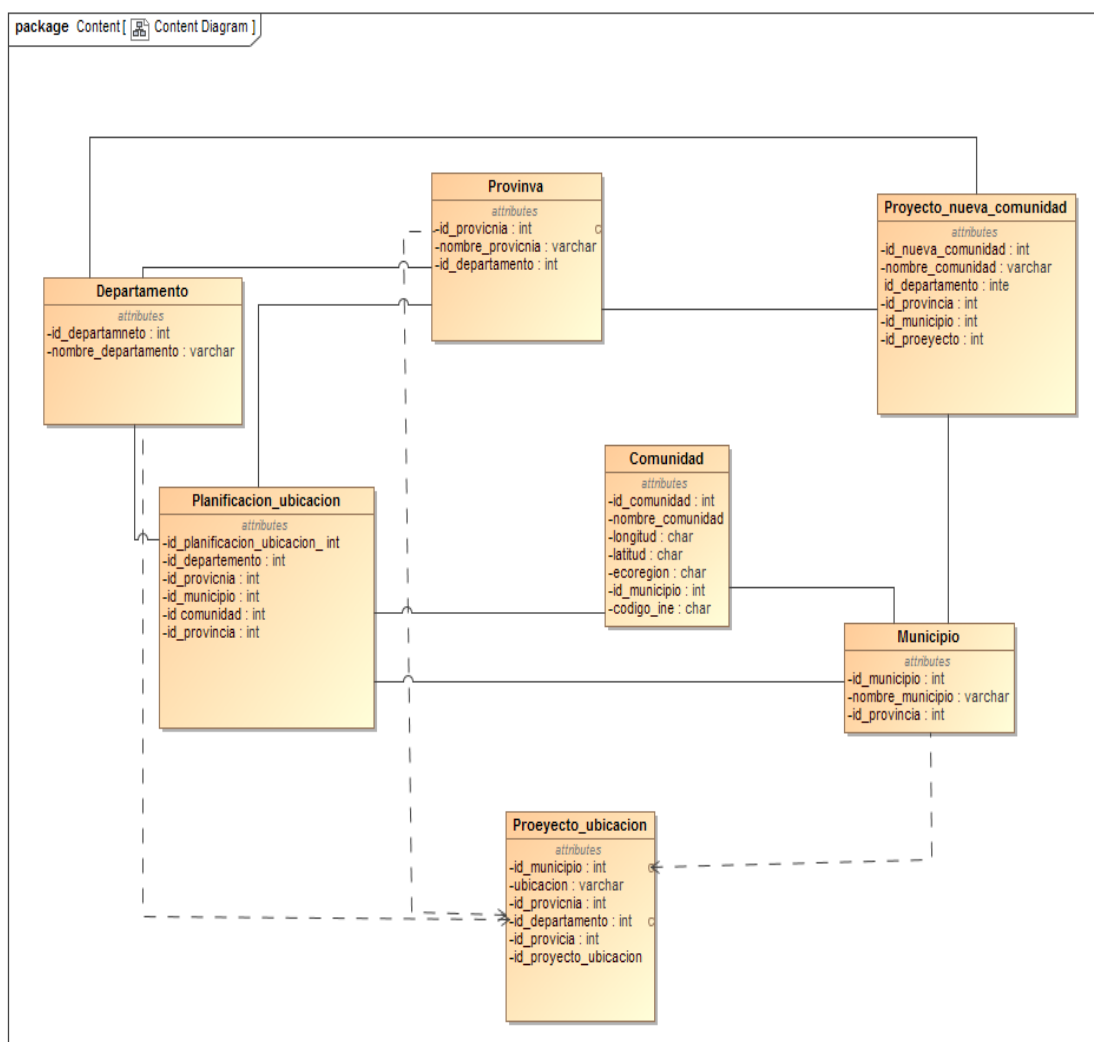 package Content [ Content Diagram ]
Provinva
attributes
-id_provicnia : int
-nombre_provicnia : varchar
-id_departamento : int
Proyecto_nueva_comunidad
attributes
-id_nueva_comunidad : int
-nombre_comunidad : varchar
id_departamento : inte
-id_provincia : int
-id_municipio : int
-id_proeyecto : int
Departamento
attributes
-id_departamneto : int
-nombre_departamento : varchar
Comunidad
attributes
-id_comunidad : int
-nombre_comunidad
-longitud : char
-latitud : char
-ecoregion : char
-id_municipio : int
-codigo_ine : char
Planificacion_ubicacion
attributes
-id_planificacion_ubicacion_ int
-id_departemento : int
-id_provicnia : int
-id_municipio : int
-id comunidad : int
-id_provincia : int
Municipio
attributes
-id_municipio : int
-nombre_municipio : varchar
-id_provincia : int
Proeyecto_ubicacion
attributes
-id_municipio : int
-ubicacion : varchar
-id_provicnia : int
-id_departamento : int
-id_provicia : int
-id_proyecto_ubicacion